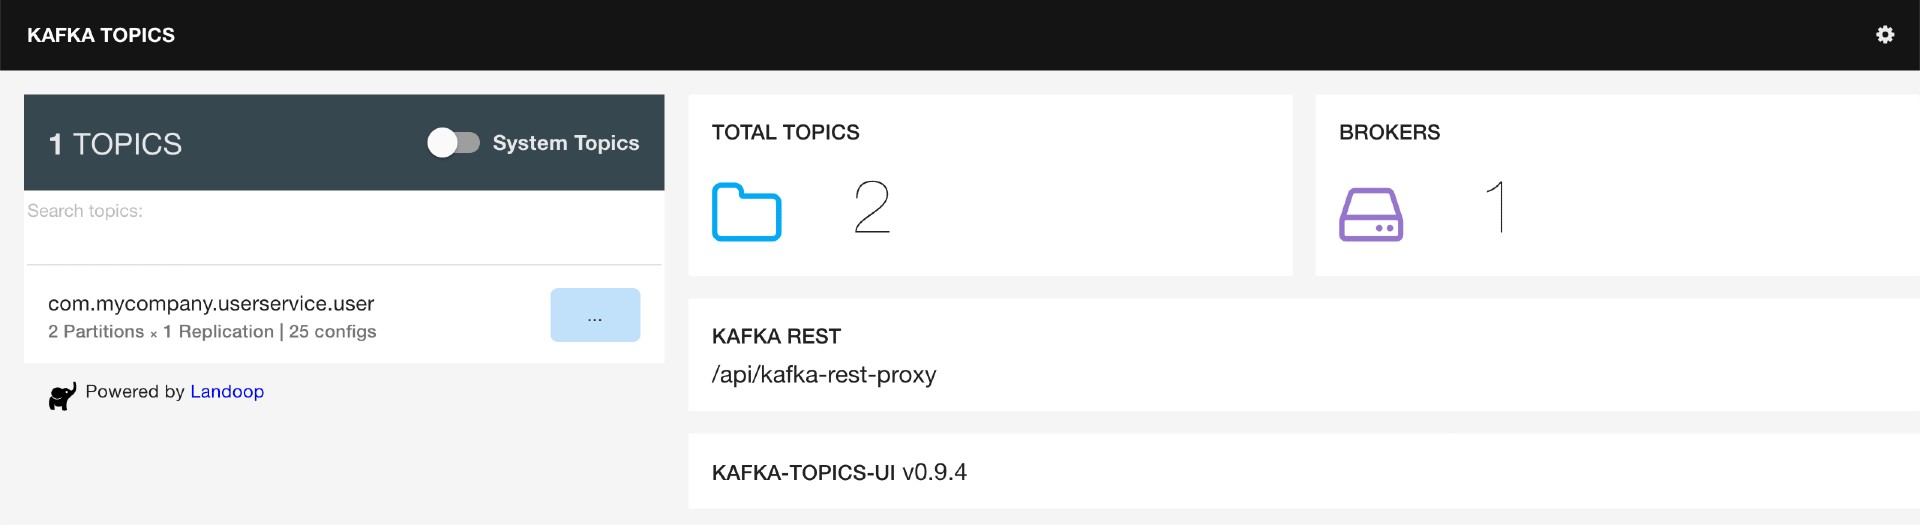 KAFKA TOPICS
1 TOPICS
System Topics
Search topics:
com.mycompany.userservice.user
2 Partitions × 1 Replication | 25 configs
...
Powered by Landoop
TOTAL TOPICS
2
BROKERS
1
KAFKA REST
/api/kafka-rest-proxy
KAFKA-TOPICS-UI v0.9.4